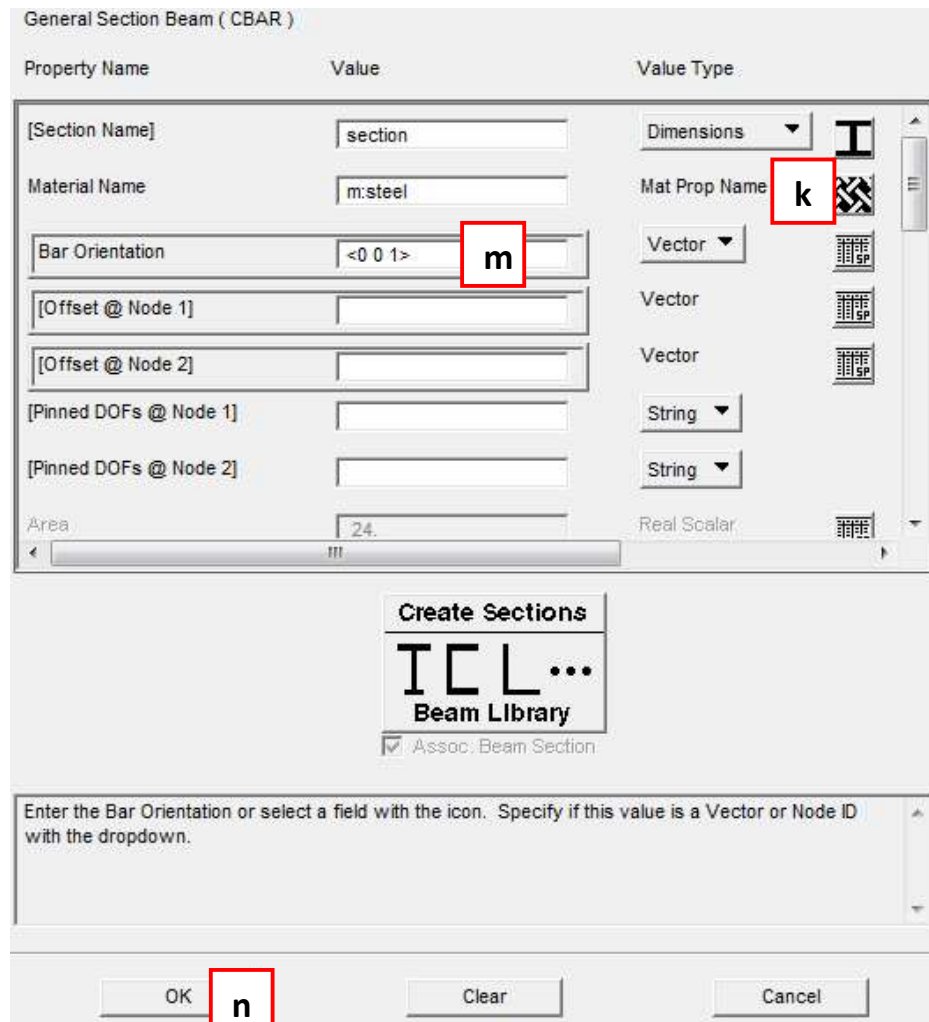 General Section Beam ( CBAR )
Property Name Value Value Type
[Section Name] section Dimensions
Material Name m:steel Mat Prop Name k
Bar Orientation <0 0 1> m Vector
SP
[Offset @ Node 1] Vector
SP
[Offset @ Node 2] Vector
SP
[Pinned DOFs @ Node 1] String
[Pinned DOFs @ Node 2] String
Area 24. Real Scalar
Create Sections
Beam Library
Assoc. Beam Section
Enter the Bar Orientation or select a field with the icon. Specify if this value is a Vector or Node ID
with the dropdown.
OK n Clear Cancel